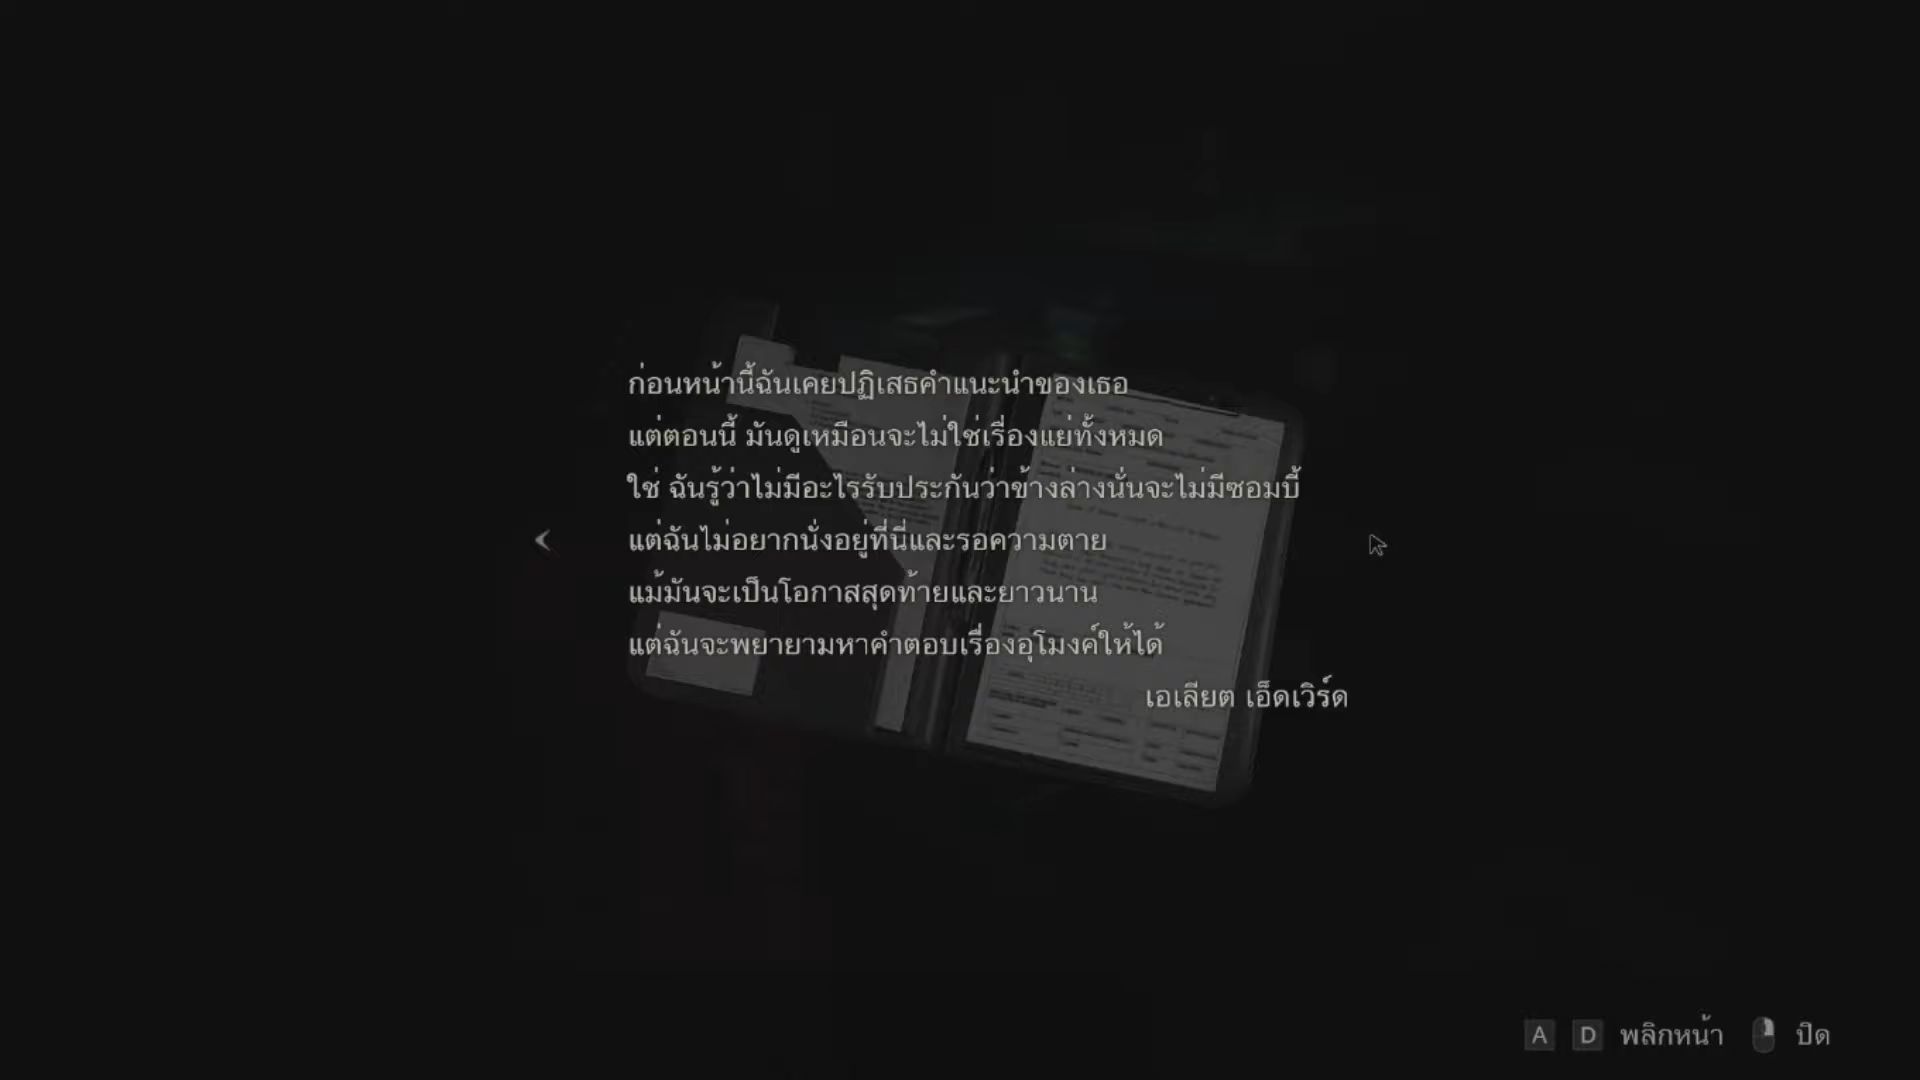 ก่อนหน้านี้ฉันเคยปฏิเสธคำแนะนำของเธอ
แต่ตอนนี้ มันดูเหมือนจะไม่ใช่เรื่องแย่ทั้งหมด
ใช่ ฉันรู้ว่าไม่มีอะไรรับประกันว่าข้างล่างนั่นจะไม่มีซอมบี้
แต่ฉันไม่อยากนั่งอยู่ที่นี่และรอความตาย
แม้มันจะเป็นโอกาสสุดท้ายและยาวนาน
แต่ฉันจะพยายามหาคำตอบเรื่องอุโมงค์ให้ได้
เอเลียต เอ็ดเวิร์ด
A D พลิกหน้า ปิด